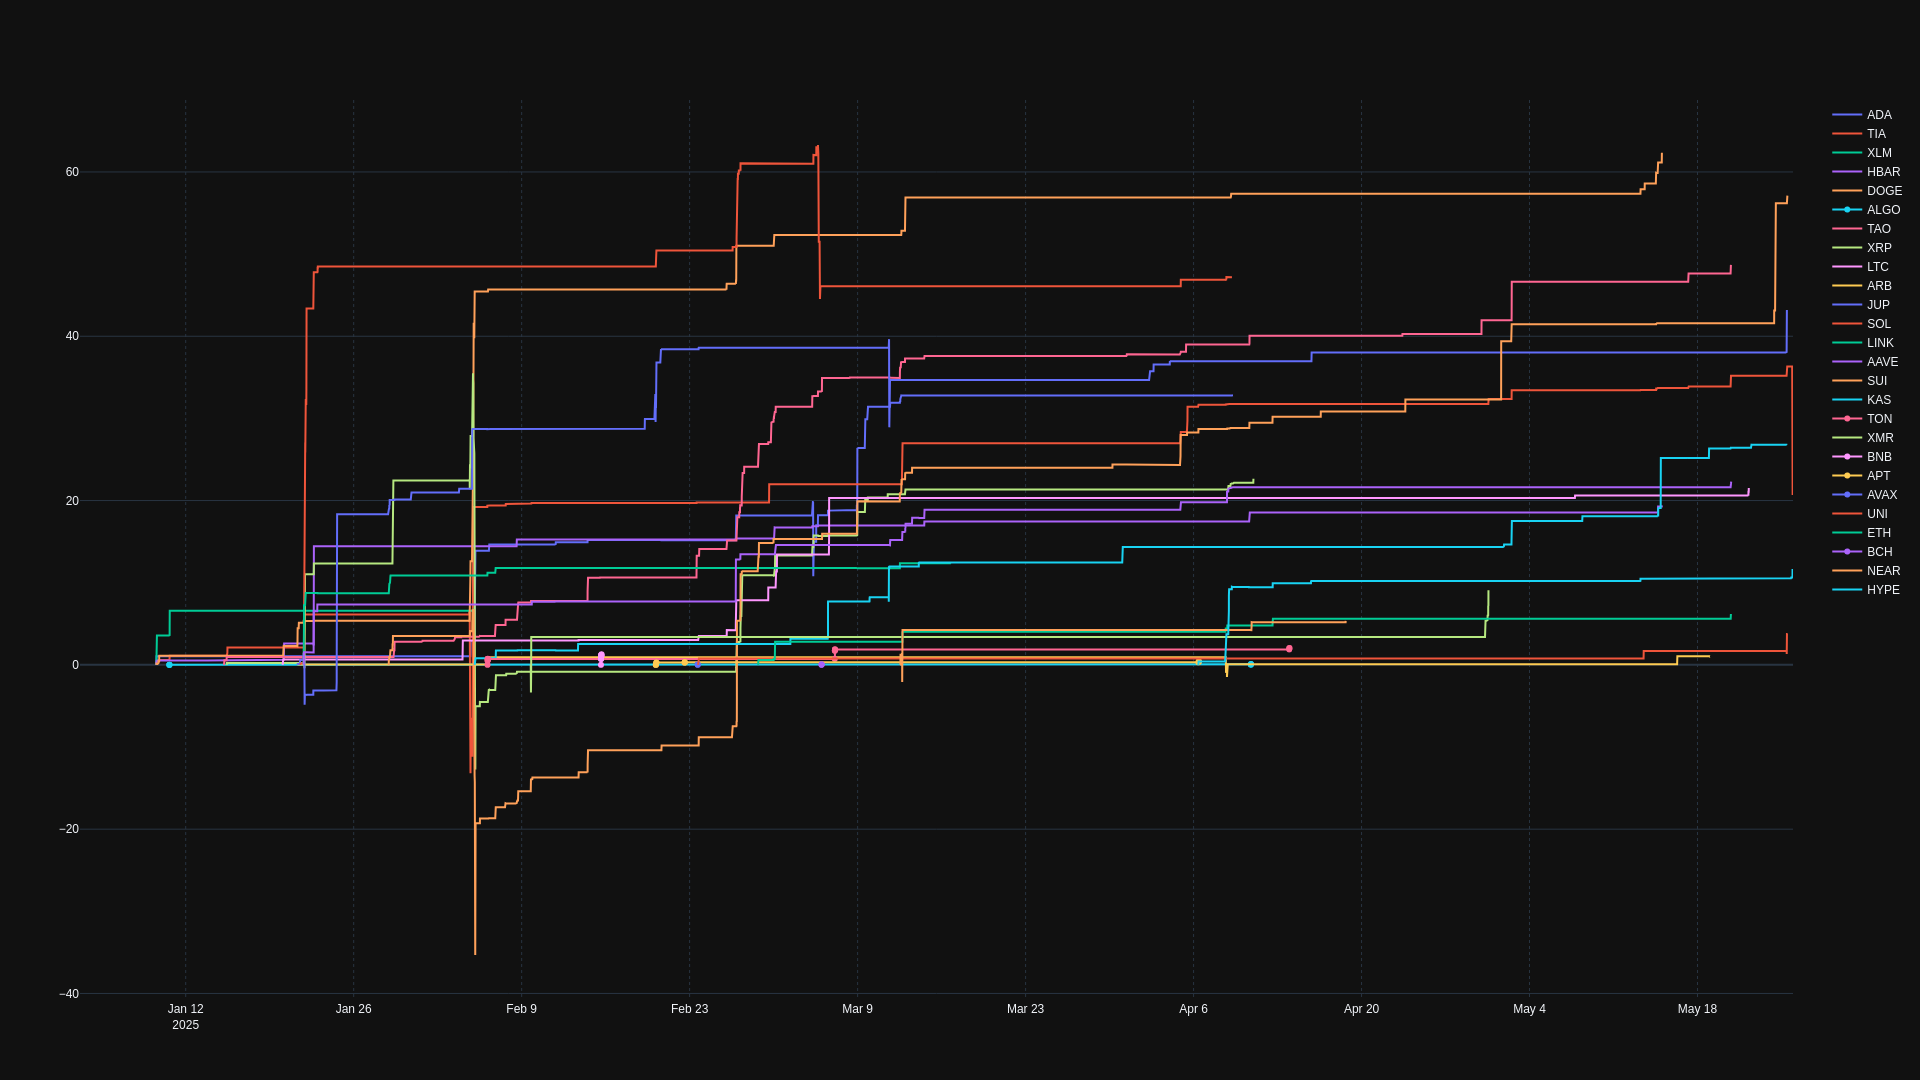 60
40
20
0
−20
−40
Jan 12
2025
Jan 26
Feb 9
Feb 23
Mar 9
Mar 23
Apr 6
Apr 20
May 4
May 18
ADA
TIA
XLM
HBAR
DOGE
ALGO
TAO
XRP
LTC
ARB
JUP
SOL
LINK
AAVE
SUI
KAS
TON
XMR
BNB
APT
AVAX
UNI
ETH
BCH
NEAR
HYPE